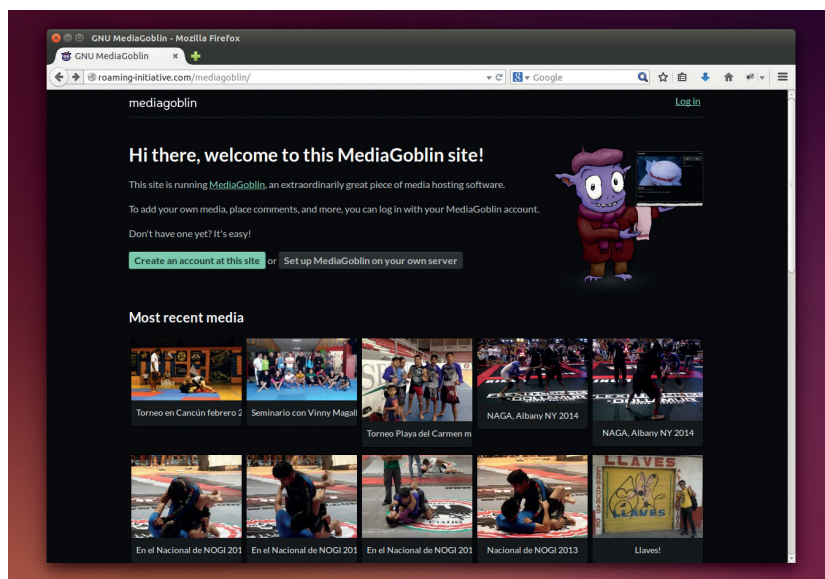 GNU MediaGoblin - Mozilla Firefox
GNU MediaGoblin
roaming-initiative.com/mediagoblin/
Google
mediagoblin
Log in
Hi there, welcome to this MediaGoblin site!
This site is running MediaGoblin, an extraordinarily great piece of media hosting software.
To add your own media, place comments, and more, you can log in with your MediaGoblin account.
Don't have one yet? It's easy!
Create an account at this site or Set up MediaGoblin on your own server
Most recent media
Torneo en Cancún febrero 2
Seminario con Vinny Magall
Torneo Playa del Carmen m
NAGA, Albany NY 2014
NAGA, Albany NY 2014
LLAVES
LLAVES
En el Nacional de NOGI 201
En el Nacional de NOGI 201
En el Nacional de NOGI 201
Nacional de NOGI 2013
Llaves!